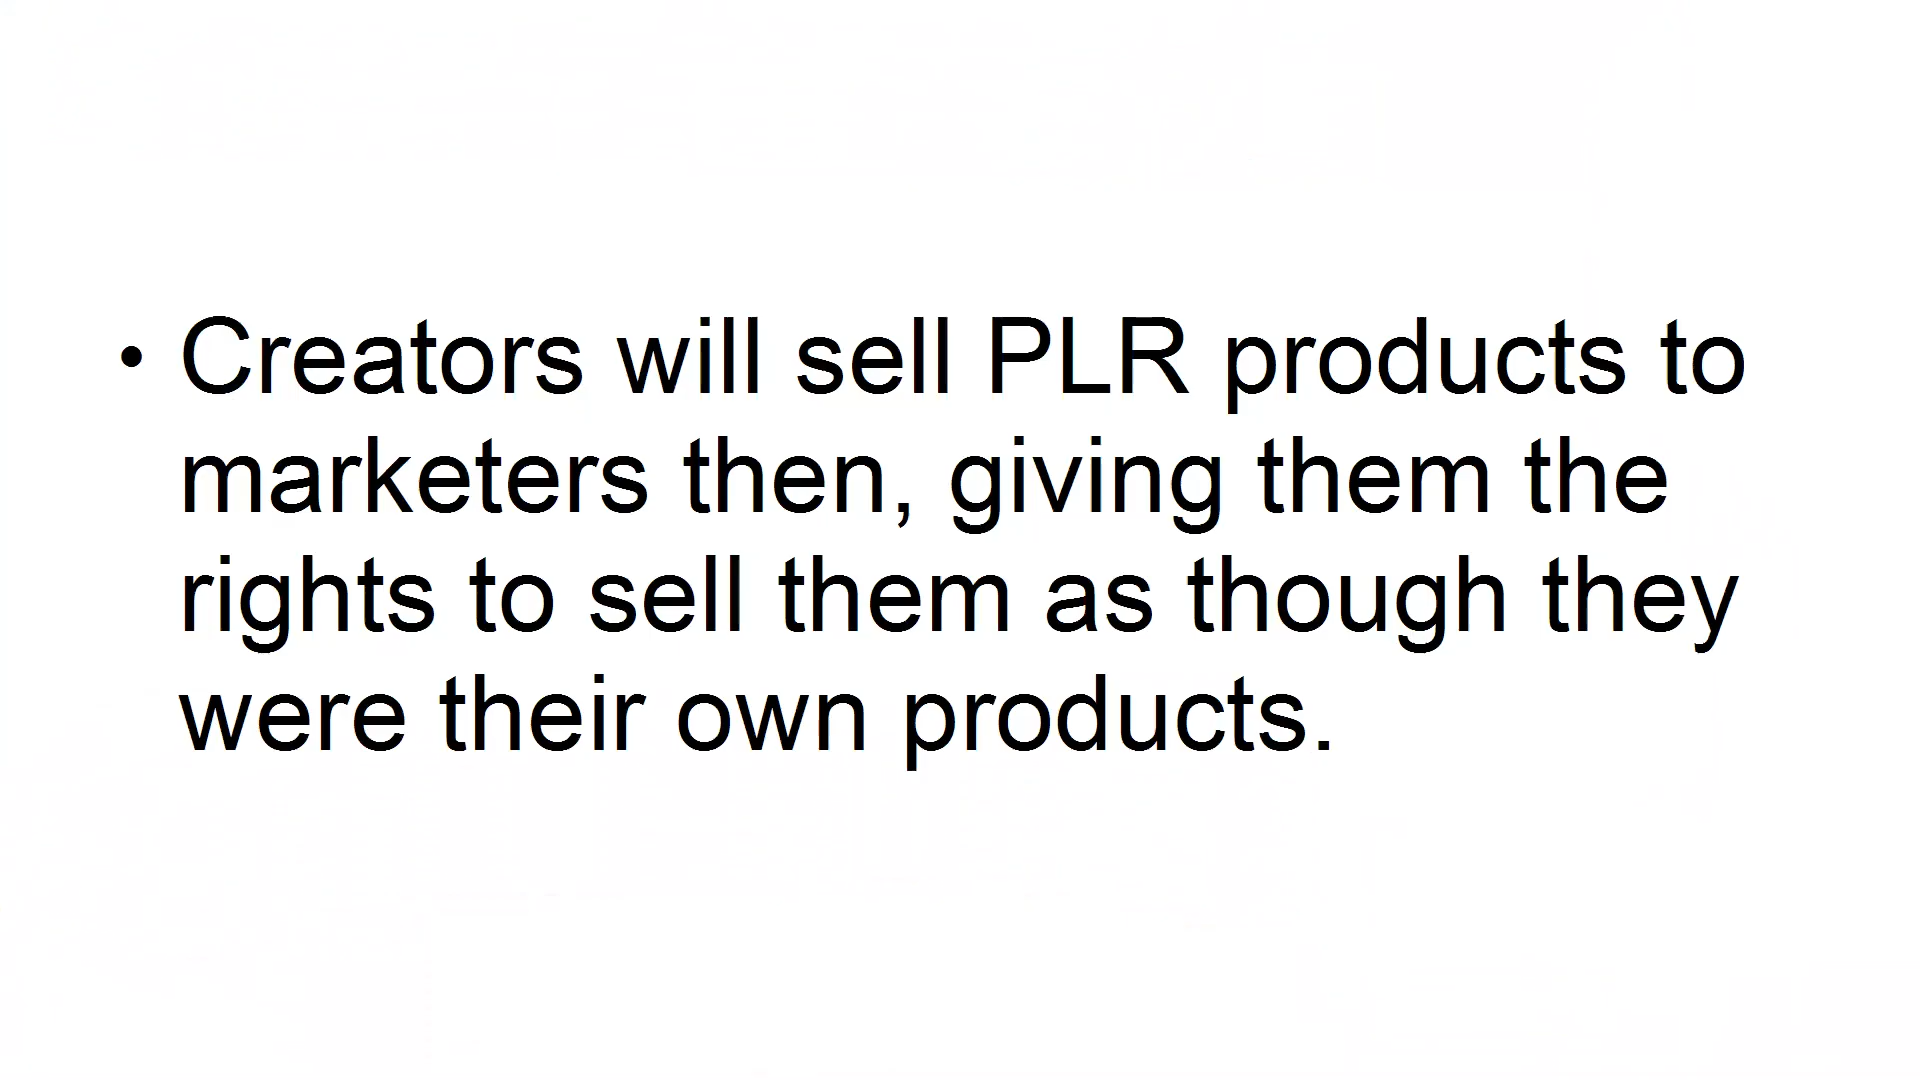 • Creators will sell PLR products to
marketers then, giving them the
rights to sell them as though they
were their own products.